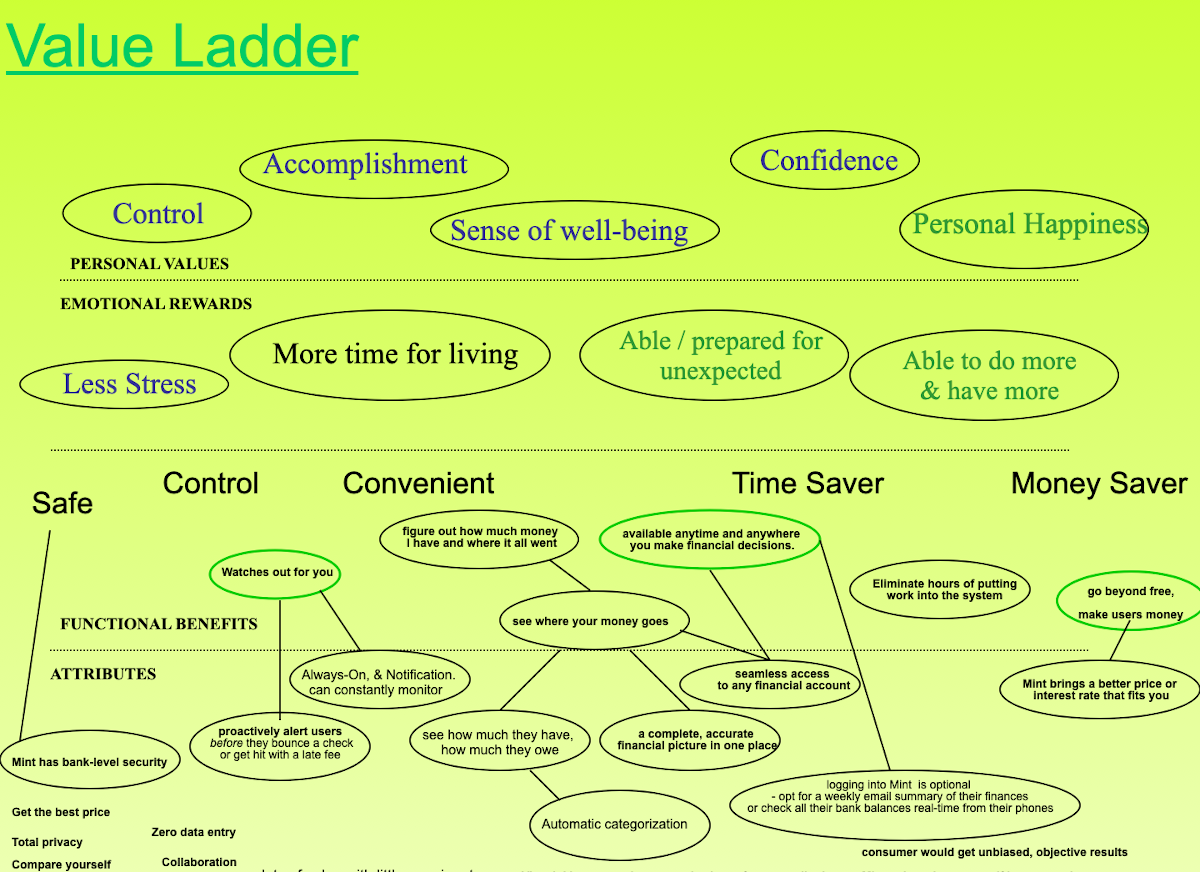 Value Ladder
Accomplishment
Confidence
Control
Sense of well-being
Personal Happiness
PERSONAL VALUES
EMOTIONAL REWARDS
More time for living
Able / prepared for
unexpected
Less Stress
Able to do more
& have more
Safe
Control
Convenient
Time Saver
Money Saver
figure out how much money
I have and where it all went
available anytime and anywhere
you make financial decisions.
Watches out for you
Eliminate hours of putting
work into the system
go beyond free,
make users money
see where your money goes
FUNCTIONAL BENEFITS
ATTRIBUTES
Always-On, & Notification.
can constantly monitor
seamless access
to any financial account
Mint brings a better price or
interest rate that fits you
proactively alert users
before they bounce a check
or get hit with a late fee
see how much they have,
how much they owe
a complete, accurate
financial picture in one place
Mint has bank-level security
logging into Mint is optional
- opt for a weekly email summary of their finances
or check all their bank balances real-time from their phones
Automatic categorization
Get the best price
Zero data entry
Total privacy
Compare yourself
Collaboration
consumer would get unbiased, objective results